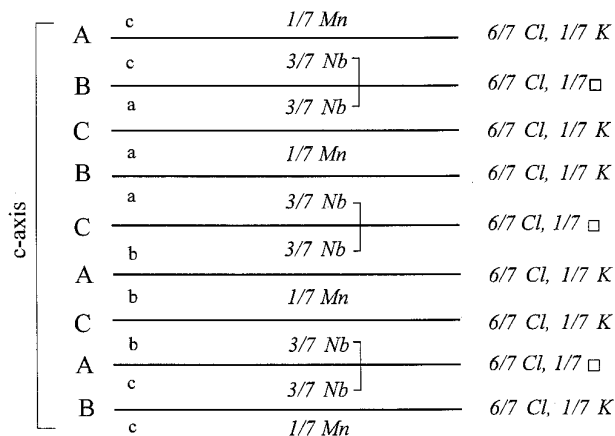 c 1/7 Mn
A 6/7 Cl, 1/7 K
c 3/7 Nb
B 6/7 Cl, 1/7 □
a 3/7 Nb
C 6/7 Cl, 1/7 K
a 1/7 Mn
B 6/7 Cl, 1/7 K
a 3/7 Nb
C 6/7 Cl, 1/7 □
b 3/7 Nb
A 6/7 Cl, 1/7 K
b 1/7 Mn
C 6/7 Cl, 1/7 K
b 3/7 Nb
A 6/7 Cl, 1/7 □
c 3/7 Nb
B 6/7 Cl, 1/7 K
c 1/7 Mn
c-axis